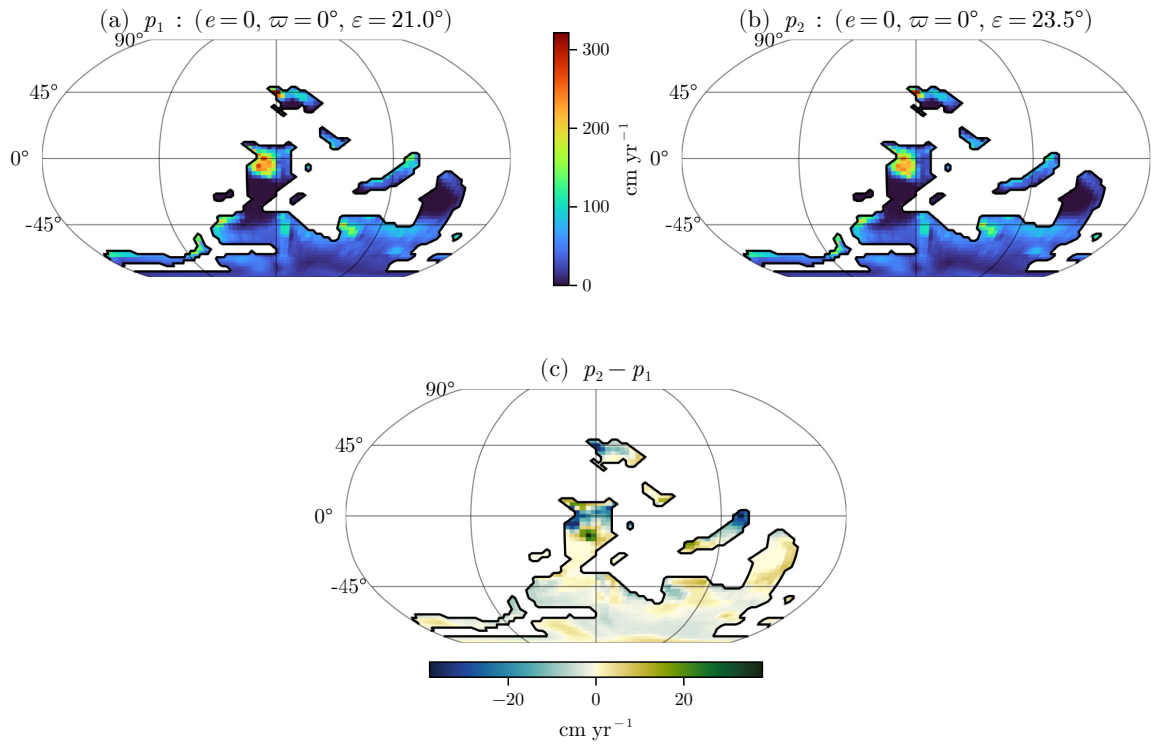 (a) p₁ : (e = 0, ϖ = 0°, ε = 21.0°)
90°
45°
0°
-45°
300
200
100
0
cm yr⁻¹
(b) p₂ : (e = 0, ϖ = 0°, ε = 23.5°)
90°
45°
0°
-45°
(c) p₂ − p₁
90°
45°
0°
-45°
−20 0 20
cm yr⁻¹